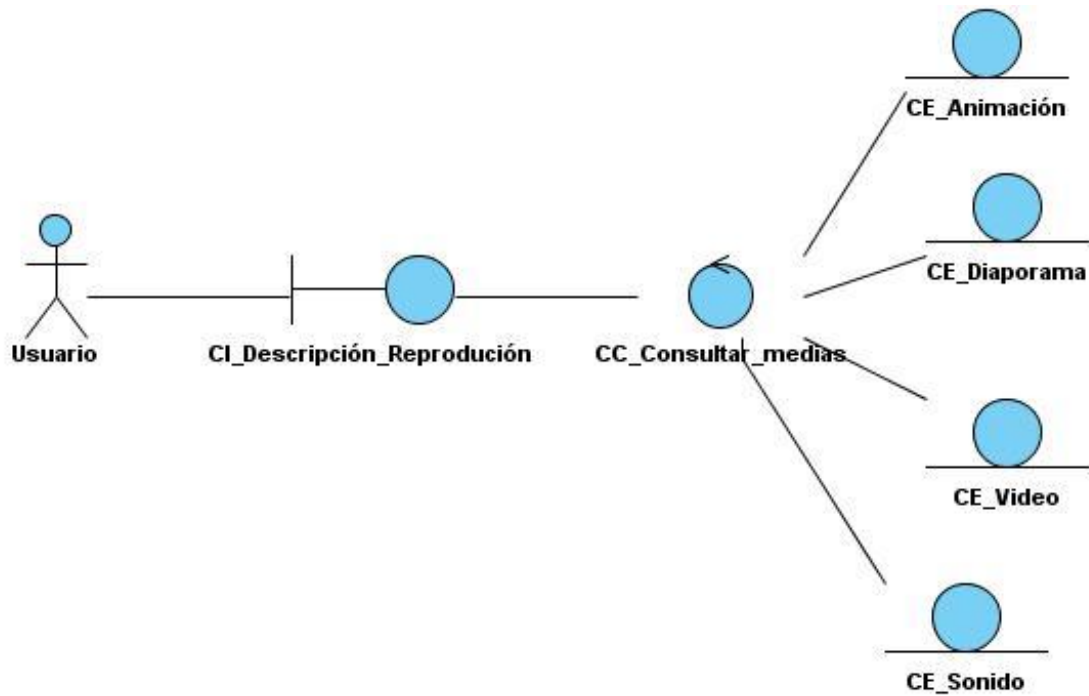 CE_Animación
CE_Diaporama
Usuario
CI_Descripción_Reprodución
CC_Consultar_medias
CE_Video
CE_Sonido